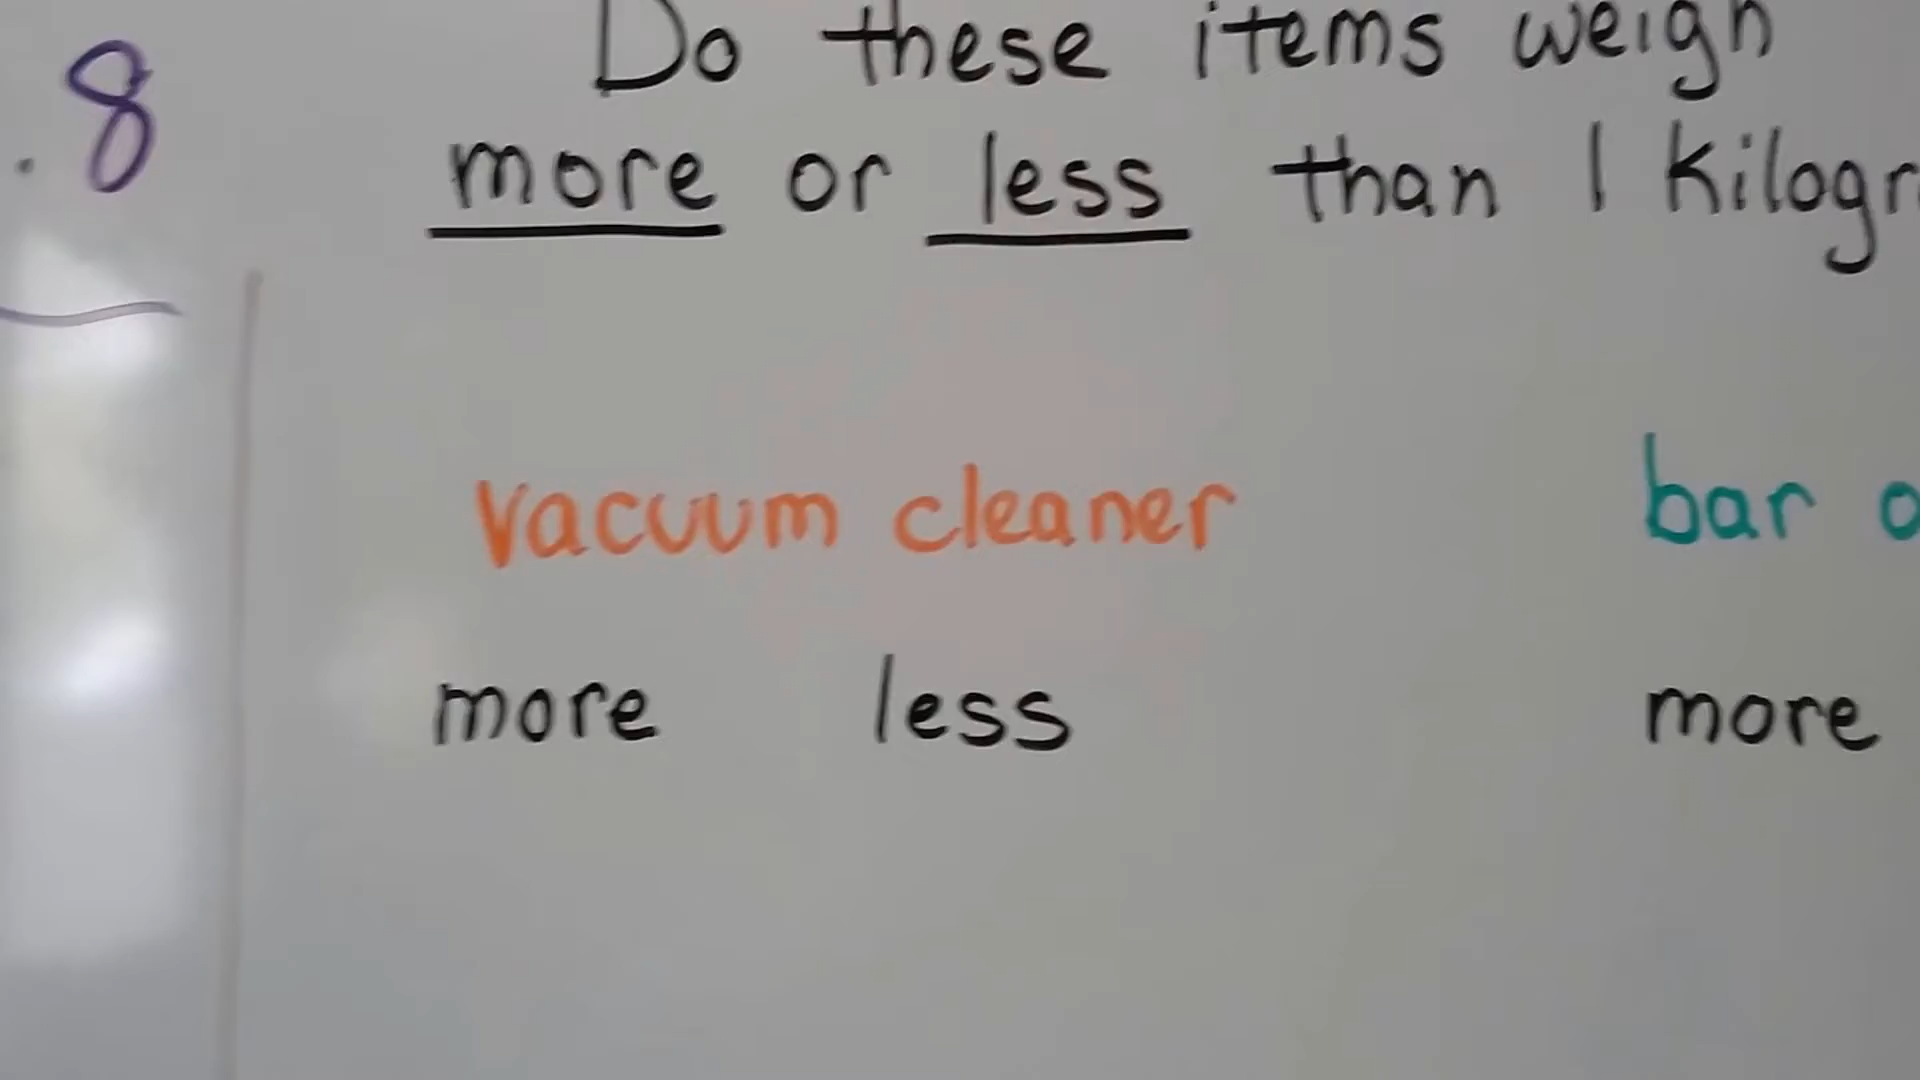 .8
Do these items weigh
more or less than 1 Kilogr
vacuum cleaner
bar
more less
more